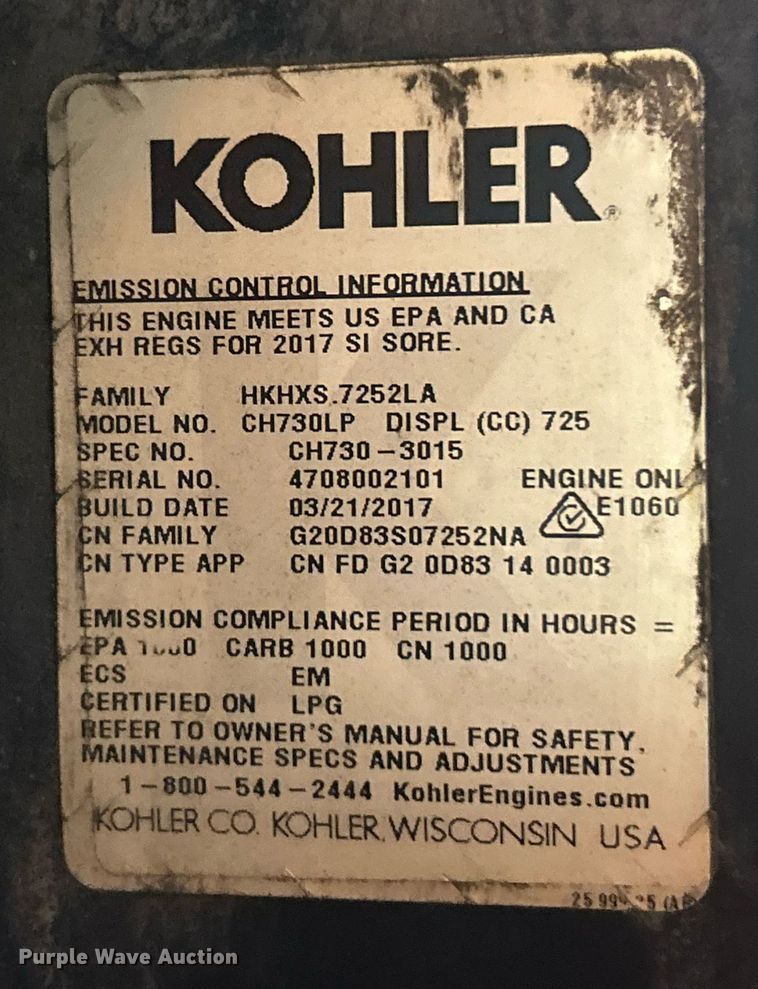 KOHLER®
EMISSION CONTROL INFORMATION
THIS ENGINE MEETS US EPA AND CA
EXH REGS FOR 2017 SI SORE.
FAMILY HKHXS.7252LA
MODEL NO. CH730LP DISPL (CC) 725
SPEC NO. CH730-3015
SERIAL NO. 4708002101 ENGINE ONL
BUILD DATE 03/21/2017 E1060
CN FAMILY G20D83S07252NA
CN TYPE APP CN FD G2 0D83 14 0003
EMISSION COMPLIANCE PERIOD IN HOURS =
EPA CARB 1000 CN 1000
ECS EM
CERTIFIED ON LPG
REFER TO OWNER'S MANUAL FOR SAFETY,
MAINTENANCE SPECS AND ADJUSTMENTS
1-800-544-2444 KohlerEngines.com
KOHLER CO. KOHLER, WISCONSIN USA
25
Purple Wave Auction